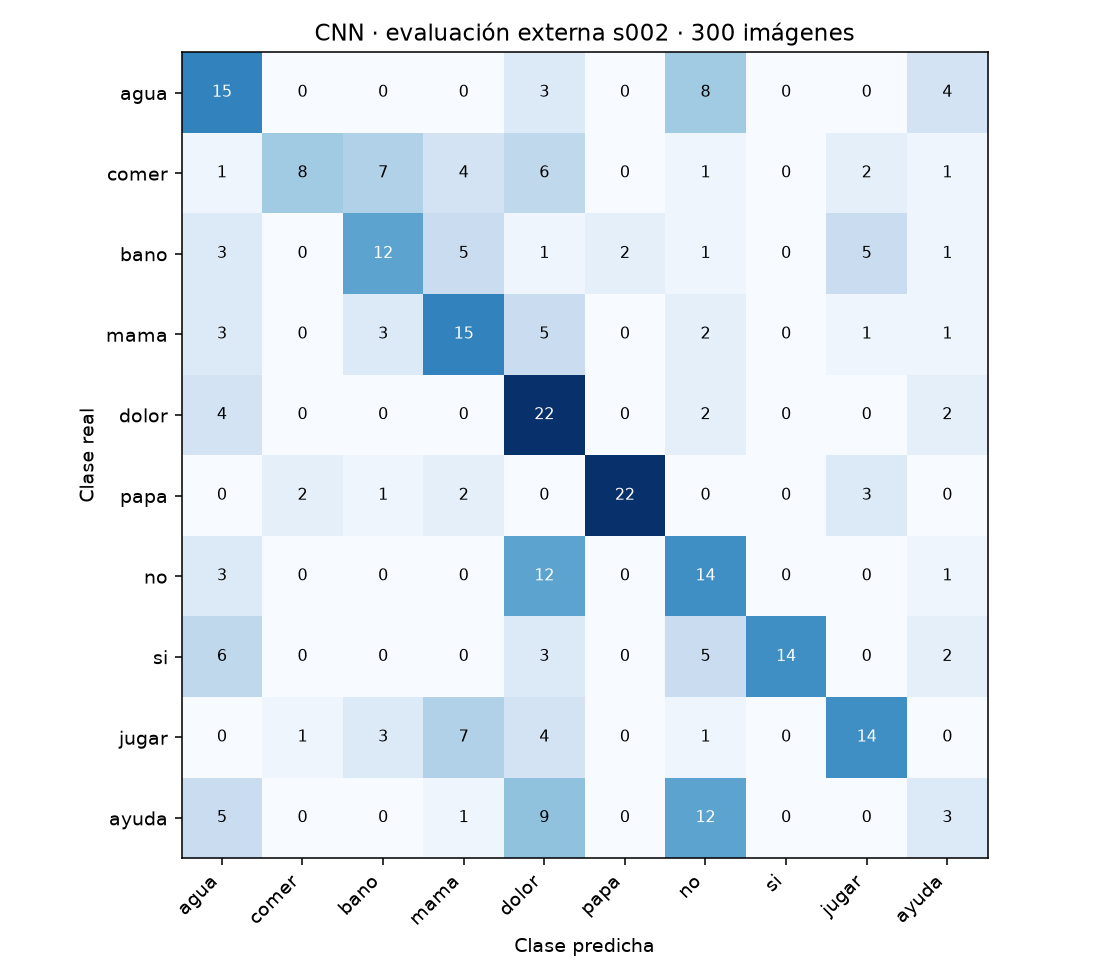 CNN · evaluación externa s002 · 300 imágenes
agua 15 0 0 0 3 0 8 0 0 4
comer 1 8 7 4 6 0 1 0 2 1
bano 3 0 12 5 1 2 1 0 5 1
mama 3 0 3 15 5 0 2 0 1 1
dolor 4 0 0 0 22 0 2 0 0 2
papa 0 2 1 2 0 22 0 0 3 0
no 3 0 0 0 12 0 14 0 0 1
si 6 0 0 0 3 0 5 14 0 2
jugar 0 1 3 7 4 0 1 0 14 0
ayuda 5 0 0 1 9 0 12 0 0 3
Clase real
agua comer bano mama dolor papa no si jugar ayuda
Clase predicha